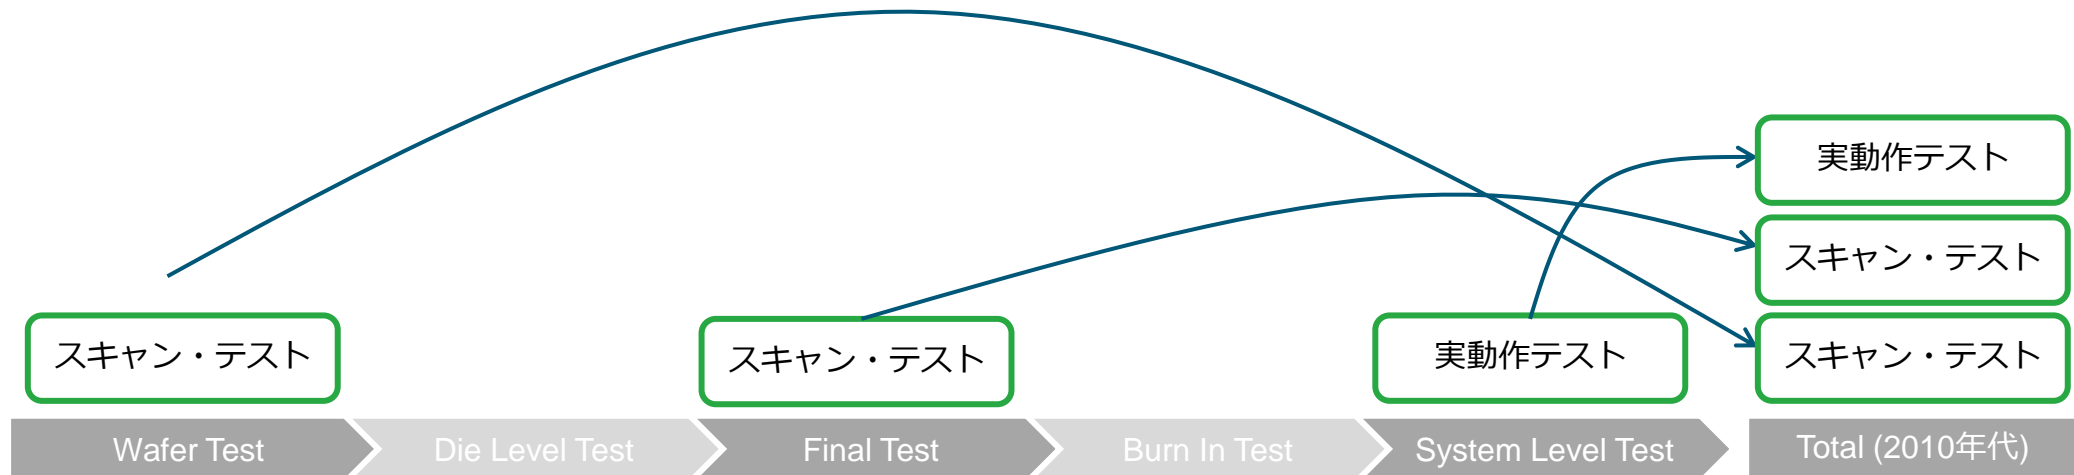 実動作テスト
スキャン・テスト
スキャン・テスト
スキャン・テスト
実動作テスト
スキャン・テスト
Wafer Test
Die Level Test
Final Test
Burn In Test
System Level Test
Total (2010年代)